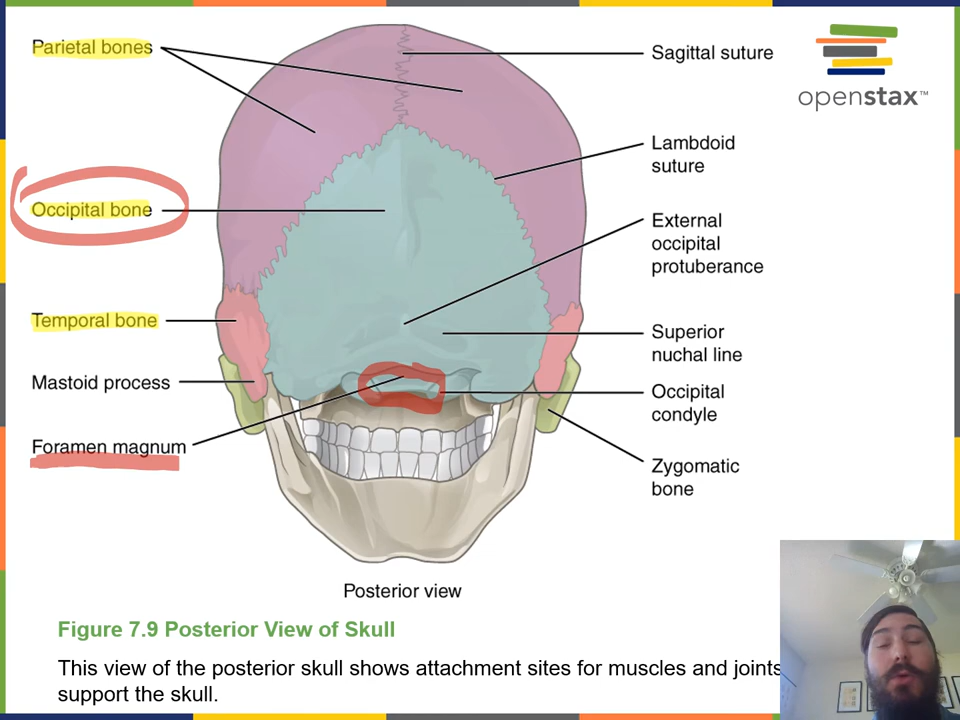 Parietal bones
Occipital bone
Temporal bone
Mastoid process
Foramen magnum
Sagittal suture
Lambdoid
suture
External
occipital
protuberance
Superior
nuchal line
Occipital
condyle
Zygomatic
bone
openstax™
Posterior view
Figure 7.9 Posterior View of Skull
This view of the posterior skull shows attachment sites for muscles and joints
support the skull.